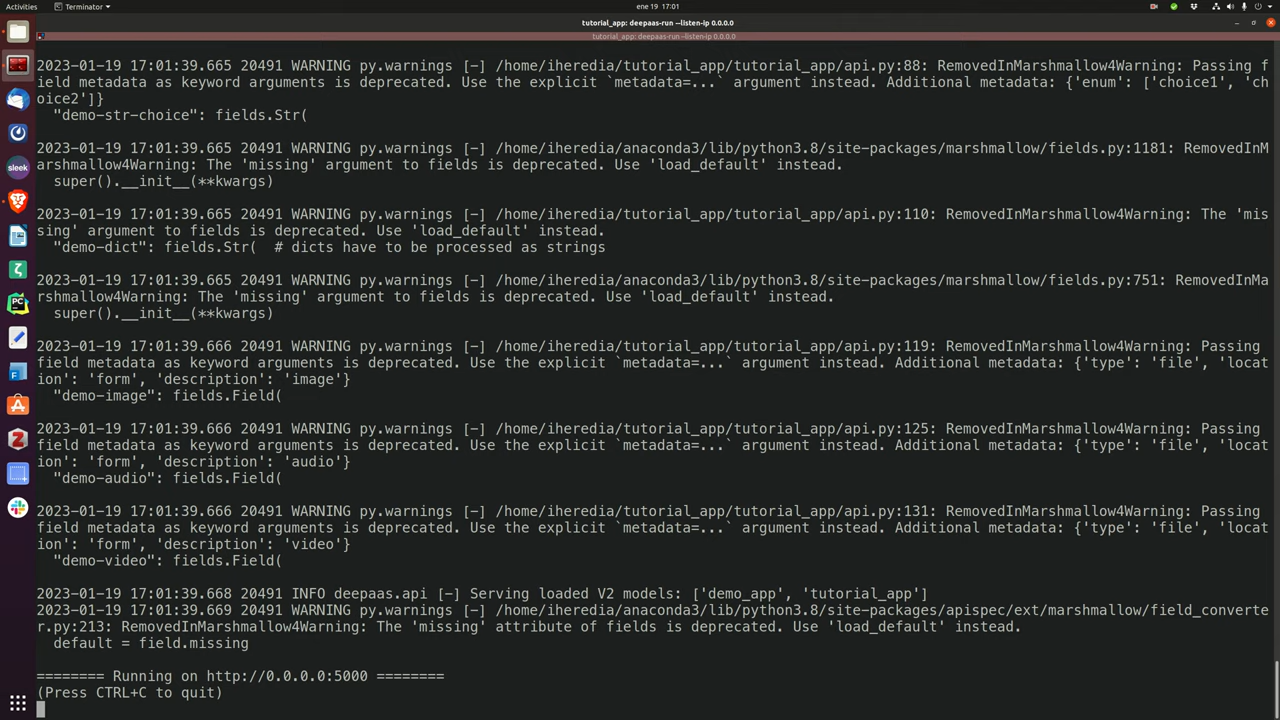 Activities
Terminator
ene 19 17:01
tutorial_app: deepaas-run --listen-ip 0.0.0.0
tutorial_app: deepaas-run --listen-ip 0.0.0.0
2023-01-19 17:01:39.665 20491 WARNING py.warnings [-] /home/iheredia/tutorial_app/tutorial_app/api.py:88: RemovedInMarshmallow4Warning: Passing f
ield metadata as keyword arguments is deprecated. Use the explicit `metadata=...` argument instead. Additional metadata: {'enum': ['choice1', 'ch
oice2']}
"demo-str-choice": fields.Str(
2023-01-19 17:01:39.665 20491 WARNING py.warnings [-] /home/iheredia/anaconda3/lib/python3.8/site-packages/marshmallow/fields.py:1181: RemovedInM
arshmallow4Warning: The 'missing' argument to fields is deprecated. Use 'load_default' instead.
super().__init__(**kwargs)
2023-01-19 17:01:39.665 20491 WARNING py.warnings [-] /home/iheredia/tutorial_app/tutorial_app/api.py:110: RemovedInMarshmallow4Warning: The 'mis
sing' argument to fields is deprecated. Use 'load_default' instead.
"demo-dict": fields.Str(  # dicts have to be processed as strings
2023-01-19 17:01:39.665 20491 WARNING py.warnings [-] /home/iheredia/anaconda3/lib/python3.8/site-packages/marshmallow/fields.py:751: RemovedInMa
rshmallow4Warning: The 'missing' argument to fields is deprecated. Use 'load_default' instead.
super().__init__(**kwargs)
2023-01-19 17:01:39.666 20491 WARNING py.warnings [-] /home/iheredia/tutorial_app/tutorial_app/api.py:119: RemovedInMarshmallow4Warning: Passing
field metadata as keyword arguments is deprecated. Use the explicit `metadata=...` argument instead. Additional metadata: {'type': 'file', 'locat
ion': 'form', 'description': 'image'}
"demo-image": fields.Field(
2023-01-19 17:01:39.666 20491 WARNING py.warnings [-] /home/iheredia/tutorial_app/tutorial_app/api.py:125: RemovedInMarshmallow4Warning: Passing
field metadata as keyword arguments is deprecated. Use the explicit `metadata=...` argument instead. Additional metadata: {'type': 'file', 'locat
ion': 'form', 'description': 'audio'}
"demo-audio": fields.Field(
2023-01-19 17:01:39.666 20491 WARNING py.warnings [-] /home/iheredia/tutorial_app/tutorial_app/api.py:131: RemovedInMarshmallow4Warning: Passing
field metadata as keyword arguments is deprecated. Use the explicit `metadata=...` argument instead. Additional metadata: {'type': 'file', 'locat
ion': 'form', 'description': 'video'}
"demo-video": fields.Field(
2023-01-19 17:01:39.668 20491 INFO deepaas.api [-] Serving loaded V2 models: ['demo_app', 'tutorial_app']
2023-01-19 17:01:39.669 20491 WARNING py.warnings [-] /home/iheredia/anaconda3/lib/python3.8/site-packages/apispec/ext/marshmallow/field_converte
r.py:213: RemovedInMarshmallow4Warning: The 'missing' attribute of fields is deprecated. Use 'load_default' instead.
default = field.missing
======== Running on http://0.0.0.0:5000 ========
(Press CTRL+C to quit)
sleek
PC